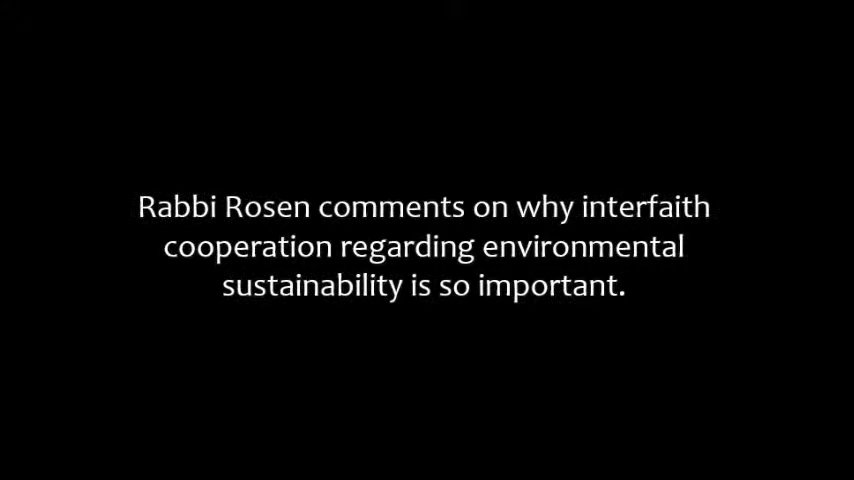 Rabbi Rosen comments on why interfaith
cooperation regarding environmental
sustainability is so important.